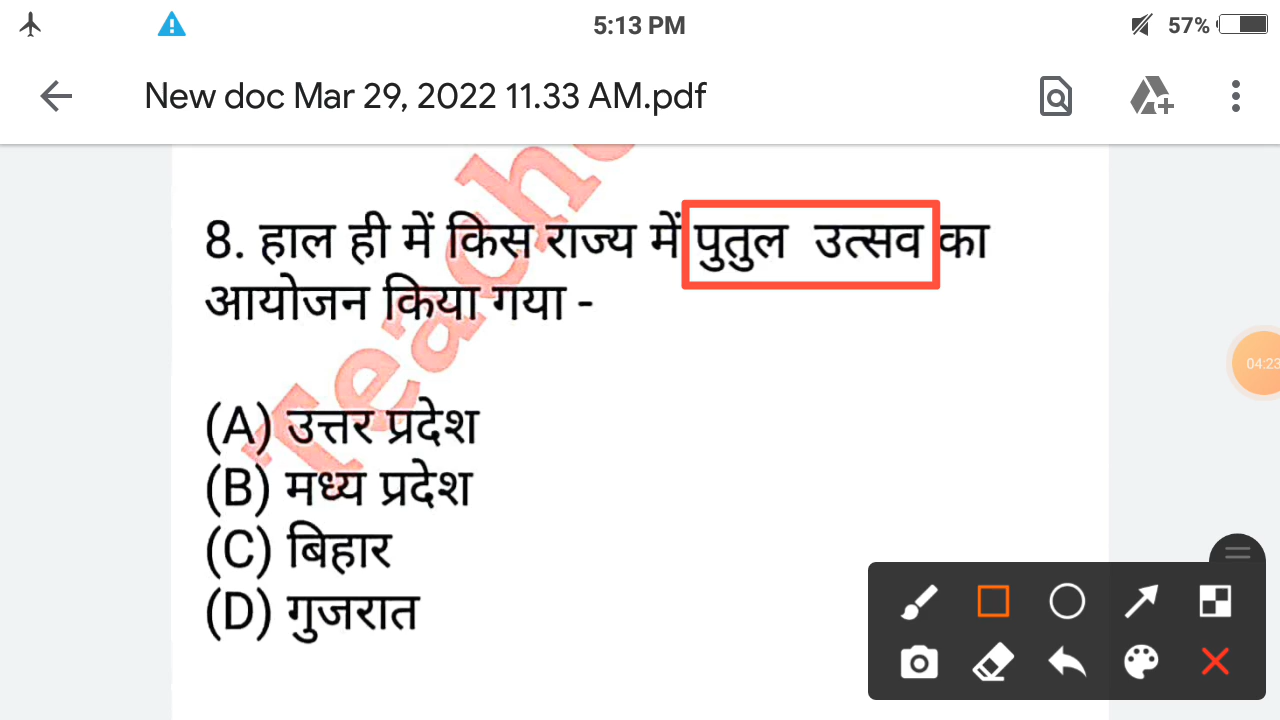 5:13 PM
57%
New doc Mar 29, 2022 11.33 AM.pdf
Teache
8. हाल ही में किस राज्य में पुतुल उत्सव का
आयोजन किया गया -
(A) उत्तर प्रदेश
(B) मध्य प्रदेश
(C) बिहार
(D) गुजरात
04:23